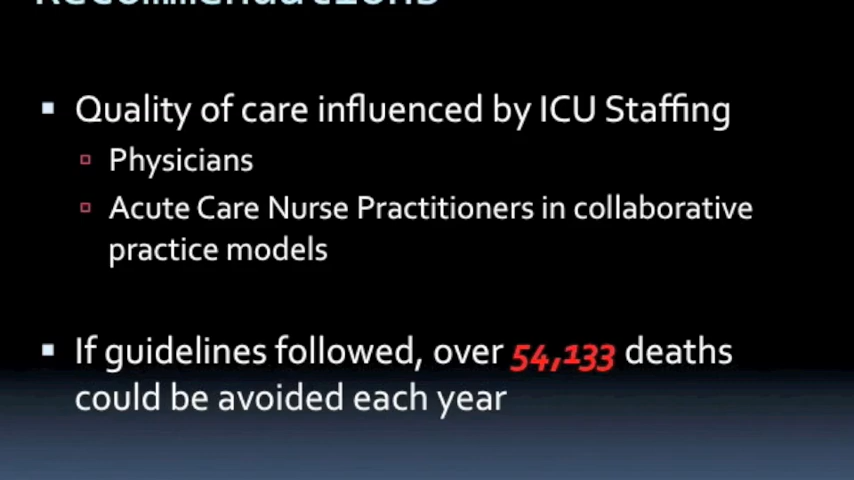 Recommendations
Quality of care influenced by ICU Staffing
Physicians
Acute Care Nurse Practitioners in collaborative
practice models
If guidelines followed, over 54,133 deaths
could be avoided each year